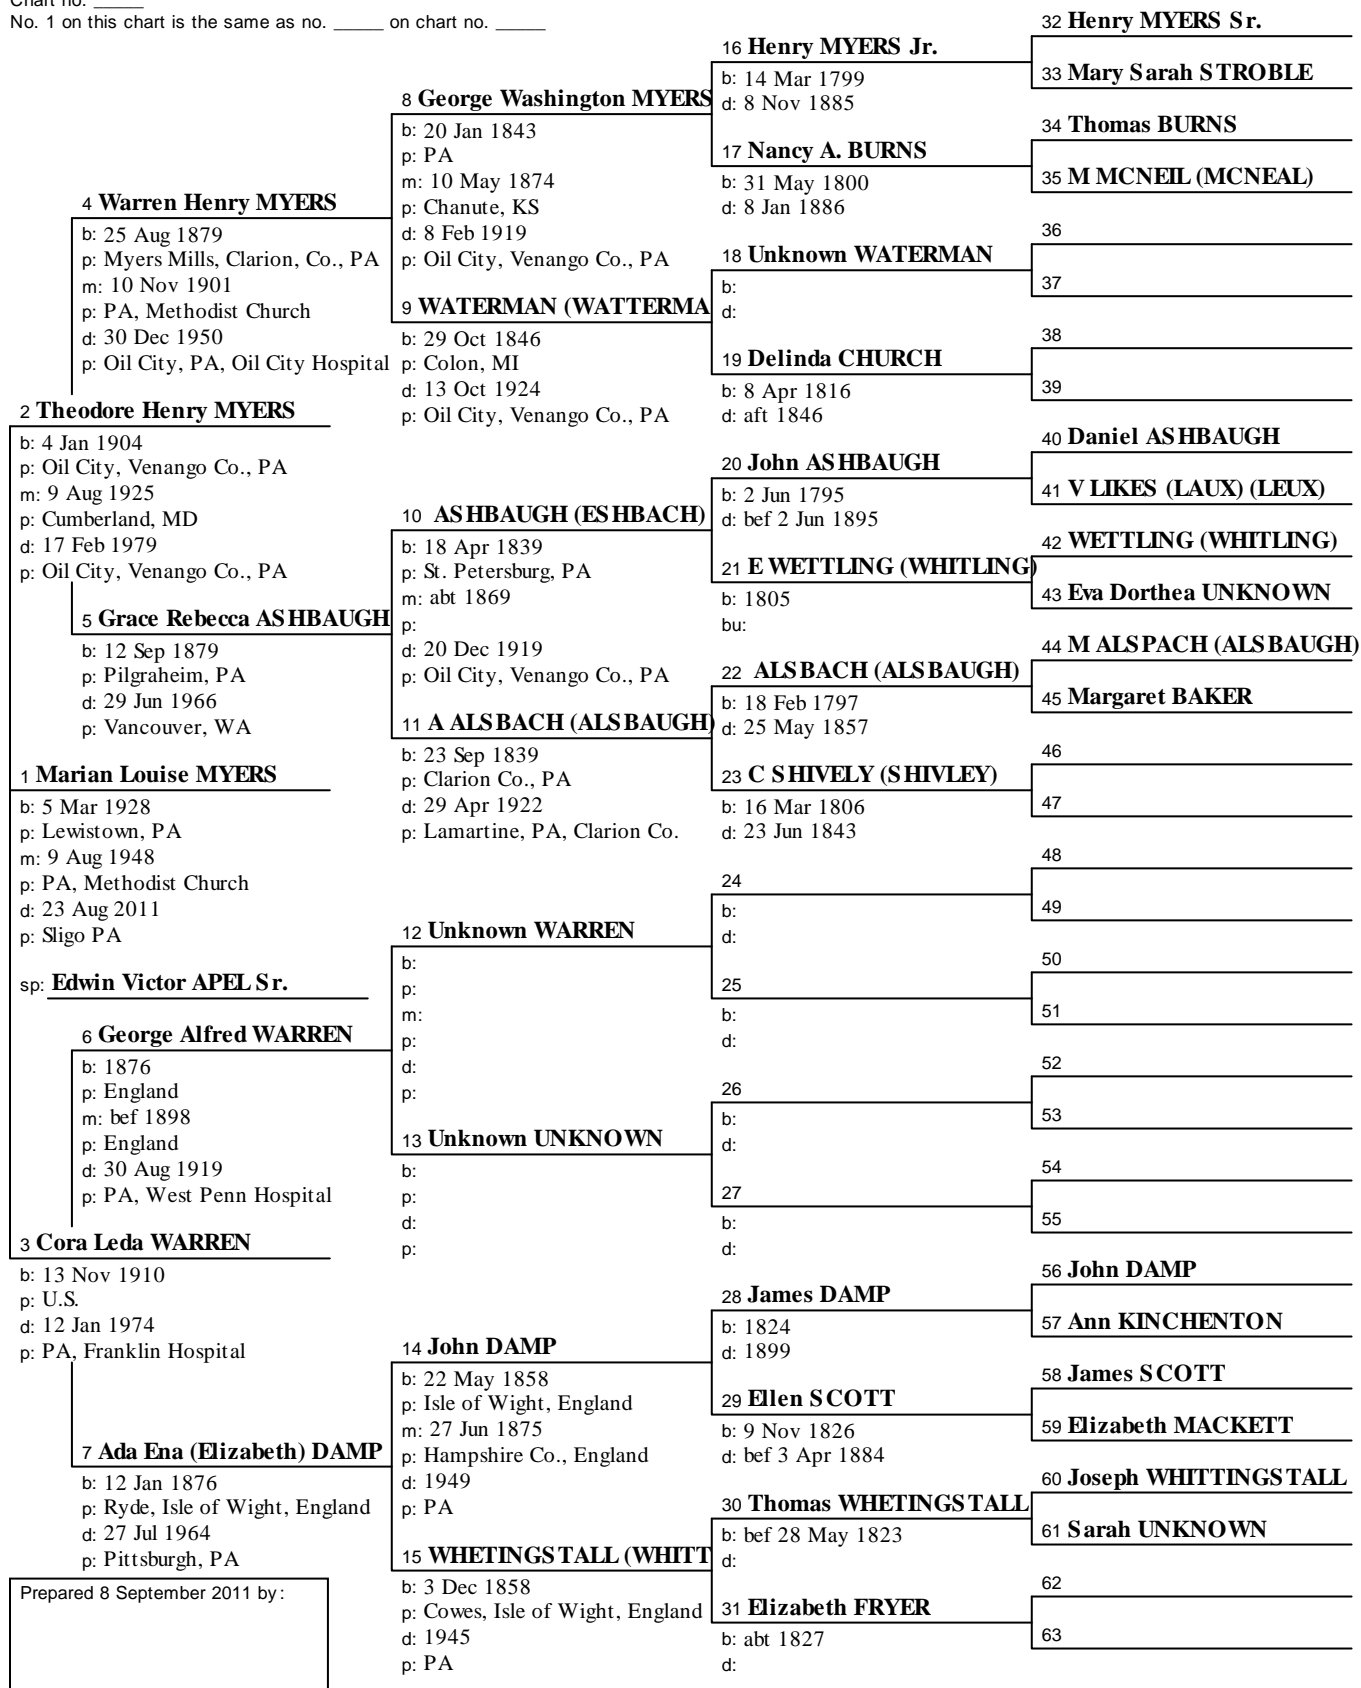 Chart no. _____
No. 1 on this chart is the same as no. _____ on chart no. _____
1 Marian Louise MYERS
b: 5 Mar 1928
p: Lewistown, PA
m: 9 Aug 1948
p: PA, Methodist Church
d: 23 Aug 2011
p: Sligo PA
sp: Edwin Victor APEL Sr.
2 Theodore Henry MYERS
b: 4 Jan 1904
p: Oil City, Venango Co., PA
m: 9 Aug 1925
p: Cumberland, MD
d: 17 Feb 1979
p: Oil City, Venango Co., PA
3 Cora Leda WARREN
b: 13 Nov 1910
p: U.S.
d: 12 Jan 1974
p: PA, Franklin Hospital
4 Warren Henry MYERS
b: 25 Aug 1879
p: Myers Mills, Clarion, Co., PA
m: 10 Nov 1901
p: PA, Methodist Church
d: 30 Dec 1950
p: Oil City, PA, Oil City Hospital
5 Grace Rebecca ASHBAUGH
b: 12 Sep 1879
p: Pilgraheim, PA
d: 29 Jun 1966
p: Vancouver, WA
6 George Alfred WARREN
b: 1876
p: England
m: bef 1898
p: England
d: 30 Aug 1919
p: PA, West Penn Hospital
7 Ada Ena (Elizabeth) DAMP
b: 12 Jan 1876
p: Ryde, Isle of Wight, England
d: 27 Jul 1964
p: Pittsburgh, PA
8 George Washington MYERS
b: 20 Jan 1843
p: PA
m: 10 May 1874
p: Chanute, KS
d: 8 Feb 1919
p: Oil City, Venango Co., PA
9 WATERMAN (WATTERMA
b: 29 Oct 1846
p: Colon, MI
d: 13 Oct 1924
p: Oil City, Venango Co., PA
10 ASHBAUGH (ESHBACH)
b: 18 Apr 1839
p: St. Petersburg, PA
m: abt 1869
p:
d: 20 Dec 1919
p: Oil City, Venango Co., PA
11 A ALSBACH (ALSBAUGH)
b: 23 Sep 1839
p: Clarion Co., PA
d: 29 Apr 1922
p: Lamartine, PA, Clarion Co.
12 Unknown WARREN
b:
p:
m:
p:
d:
p:
13 Unknown UNKNOWN
b:
p:
d:
p:
14 John DAMP
b: 22 May 1858
p: Isle of Wight, England
m: 27 Jun 1875
p: Hampshire Co., England
d: 1949
p: PA
15 WHETINGSTALL (WHITT
b: 3 Dec 1858
p: Cowes, Isle of Wight, England
d: 1945
p: PA
16 Henry MYERS Jr.
b: 14 Mar 1799
d: 8 Nov 1885
17 Nancy A. BURNS
b: 31 May 1800
d: 8 Jan 1886
18 Unknown WATERMAN
b:
d:
19 Delinda CHURCH
b: 8 Apr 1816
d: aft 1846
20 John ASHBAUGH
b: 2 Jun 1795
d: bef 2 Jun 1895
21 E WETTLING (WHITLING)
b: 1805
bu:
22 ALSBACH (ALSBAUGH)
b: 18 Feb 1797
d: 25 May 1857
23 C SHIVELY (SHIVLEY)
b: 16 Mar 1806
d: 23 Jun 1843
24
b:
d:
25
b:
d:
26
b:
d:
27
b:
d:
28 James DAMP
b: 1824
d: 1899
29 Ellen SCOTT
b: 9 Nov 1826
d: bef 3 Apr 1884
30 Thomas WHETINGSTALL
b: bef 28 May 1823
d:
31 Elizabeth FRYER
b: abt 1827
d:
32 Henry MYERS Sr.
33 Mary Sarah STROBLE
34 Thomas BURNS
35 M MCNEIL (MCNEAL)
36
37
38
39
40 Daniel ASHBAUGH
41 V LIKES (LAUX) (LEUX)
42 WETTLING (WHITLING)
43 Eva Dorthea UNKNOWN
44 M ALSPACH (ALSBAUGH)
45 Margaret BAKER
46
47
48
49
50
51
52
53
54
55
56 John DAMP
57 Ann KINCHENTON
58 James SCOTT
59 Elizabeth MACKETT
60 Joseph WHITTINGSTALL
61 Sarah UNKNOWN
62
63
Prepared 8 September 2011 by: